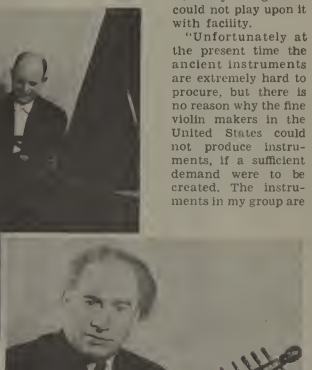 could not play upon it
with facility.
"Unfortunately at
the present time the
ancient instruments
are extremely hard to
procure, but there is
no reason why the fine
violin makers in the
United States could
not produce instru-
ments, if a sufficient
demand were to be
created. The instru-
ments in my group are